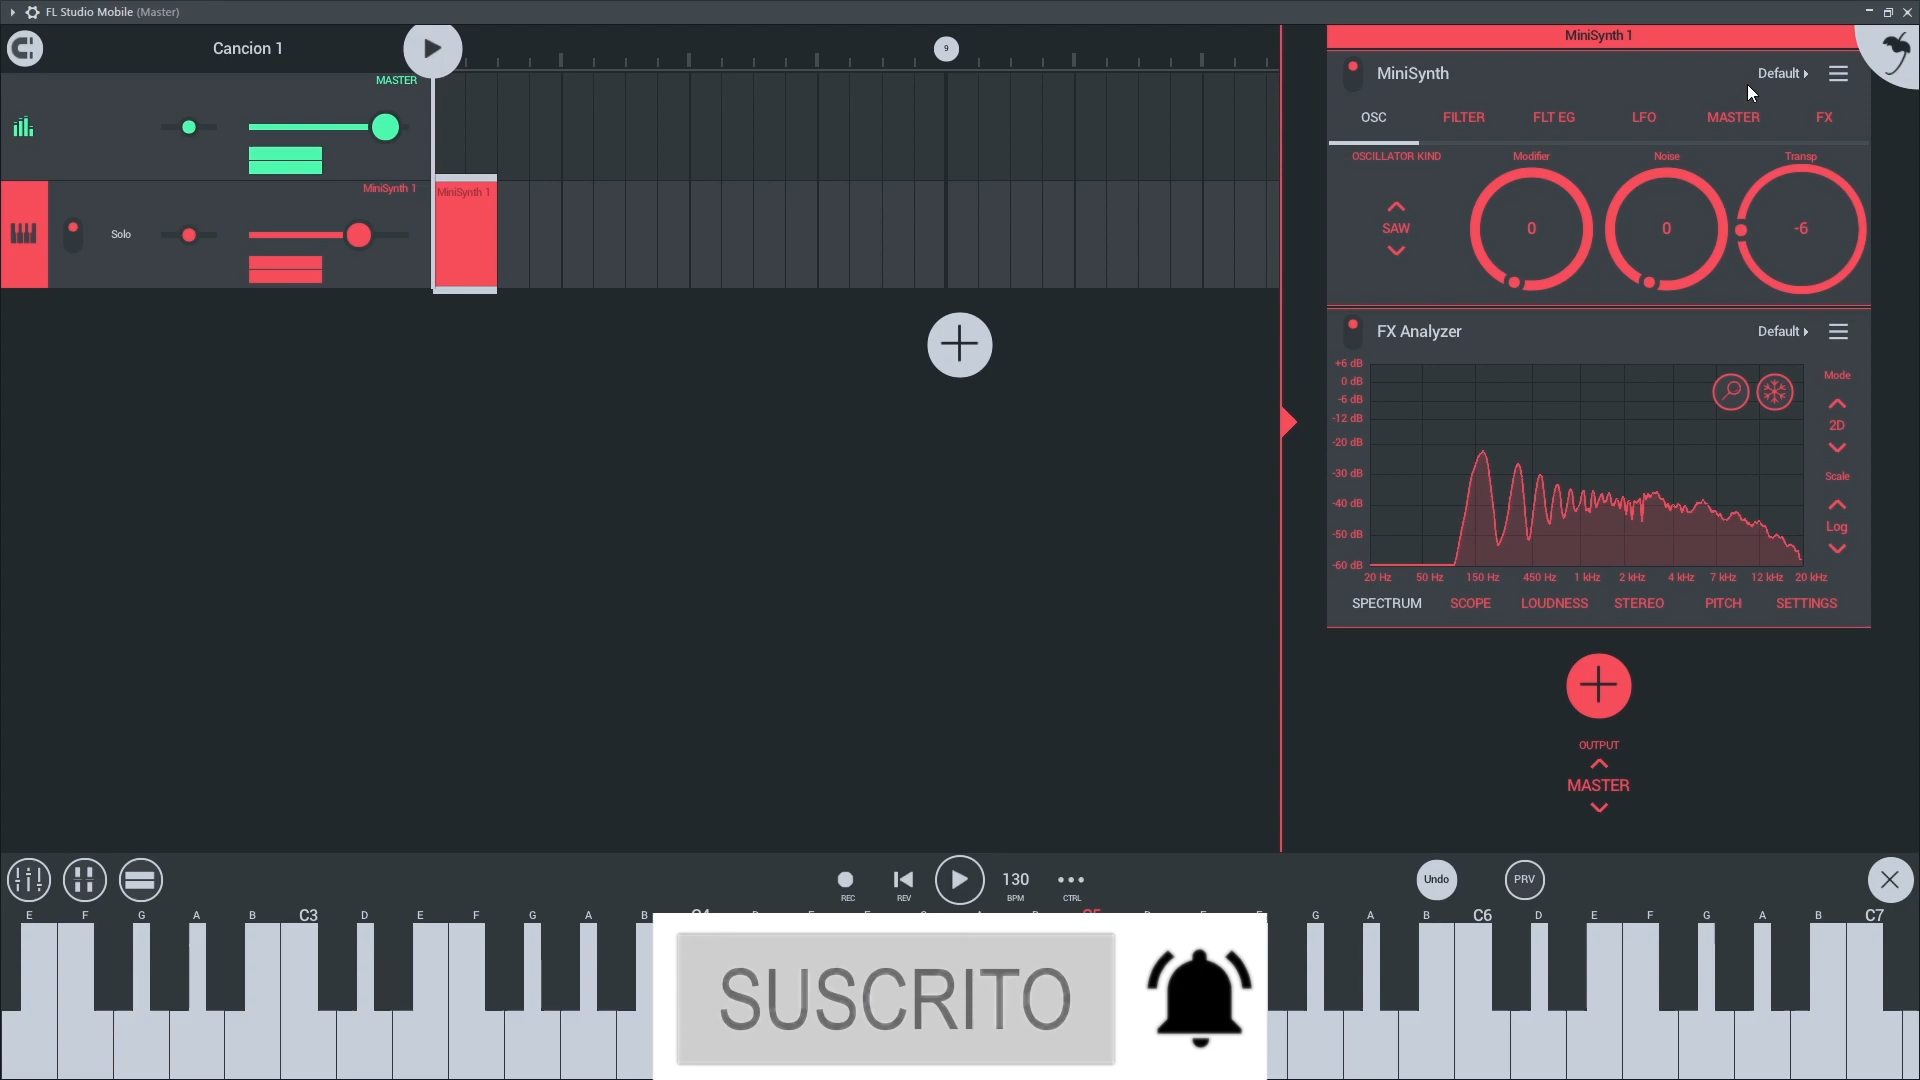 FL Studio Mobile (Master)
Cancion 1
9
MiniSynth 1
MASTER
MiniSynth 1
MiniSynth 1
Solo
MiniSynth
Default
OSC FILTER FLT EG LFO MASTER FX
OSCILLATOR KIND Modifier Noise Transp
SAW 0 0 -6
FX Analyzer
Default
+6 dB
0 dB
-6 dB
-12 dB
-20 dB
-30 dB
-40 dB
-50 dB
-60 dB
20 Hz 50 Hz 150 Hz 450 Hz 1 kHz 2 kHz 4 kHz 7 kHz 12 kHz 20 kHz
Mode
2D
Scale
Log
SPECTRUM SCOPE LOUDNESS STEREO PITCH SETTINGS
OUTPUT
MASTER
REC REV 130 BPM CTRL
Undo PRV
E F G A B C3 D E F G A B
G A B C6 D E F G A B C7
SUSCRITO